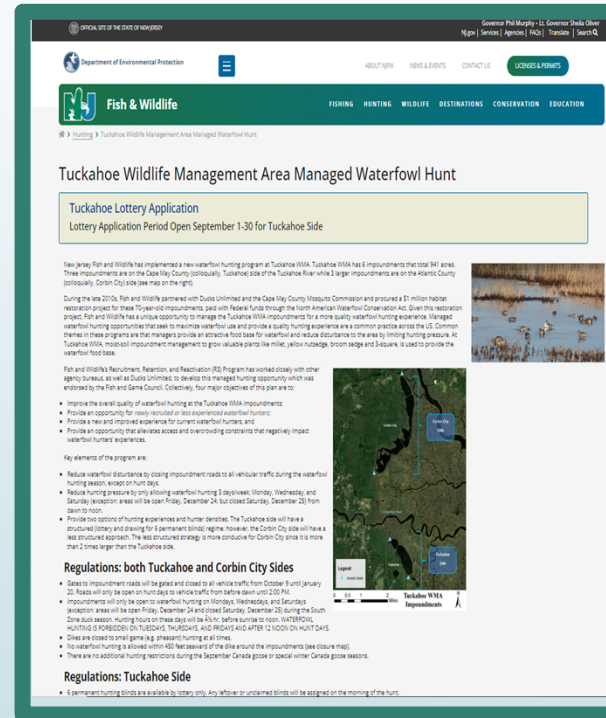 OFFICIAL SITE OF THE STATE OF NEW JERSEY
Governor Phil Murphy • Lt. Governor Sheila Oliver
NJ.gov | Services | Agencies | FAQs | Translate | Search
Department of Environmental Protection
ABOUT NJFW NEWS & EVENTS CONTACT US LICENSES & PERMITS
NJ Fish & Wildlife
FISHING HUNTING WILDLIFE DESTINATIONS CONSERVATION EDUCATION
Hunting > Tuckahoe Wildlife Management Area Managed Waterfowl Hunt
Tuckahoe Wildlife Management Area Managed Waterfowl Hunt
Tuckahoe Lottery Application
Lottery Application Period Open September 1-30 for Tuckahoe Side
New Jersey Fish and Wildlife has implemented a new waterfowl hunting program at Tuckahoe WMA. Tuckahoe WMA has 6 impoundments that total 941 acres.
Three impoundments are on the Cape May County (colloquially, Tuckahoe) side of the Tuckahoe River while 3 larger impoundments are on the Atlantic County
(colloquially, Corbin City) side (see map on the right).
During the late 2010s, Fish and Wildlife partnered with Ducks Unlimited and the Cape May County Mosquito Commission and procured a $1 million habitat
restoration project for these 70-year-old impoundments, paid with Federal funds through the North American Waterfowl Conservation Act. Given this restoration
project, Fish and Wildlife has a unique opportunity to manage the Tuckahoe WMA impoundments for a more quality waterfowl hunting experience. Managed
waterfowl hunting opportunities that seek to maximize waterfowl use and provide a quality hunting experience are a common practice across the US. Common
themes in these programs are that managers provide an attractive food base for waterfowl and reduce disturbance to the area by limiting hunting pressure. At
Tuckahoe WMA, moist-soil impoundment management to grow valuable plants like millet, yellow nutsedge, broom sedge and 3-square, is used to provide the
waterfowl food base.
Fish and Wildlife's Recruitment, Retention, and Reactivation (R3) Program has worked closely with other
agency bureaus, as well as Ducks Unlimited, to develop this managed hunting opportunity which was
endorsed by the Fish and Game Council. Collectively, four major objectives of this plan are to:
• Improve the overall quality of waterfowl hunting at the Tuckahoe WMA impoundments;
• Provide an opportunity for newly recruited or less experienced waterfowl hunters;
• Provide a new and improved experience for current waterfowl hunters; and
• Provide an opportunity that alleviates access and overcrowding constraints that negatively impact
waterfowl hunters' experiences.
Key elements of the program are:
• Reduce waterfowl disturbance by closing impoundment roads to all vehicular traffic during the waterfowl
hunting season, except on hunt days.
• Reduce hunting pressure by only allowing waterfowl hunting 3 days/week; Monday, Wednesday, and
Saturday (exception: areas will be open Friday, December 24; but closed Saturday, December 25) from
dawn to noon.
• Provide two options of hunting experiences and hunter densities. The Tuckahoe side will have a
structured (lottery and drawing for 6 permanent blinds) regime; however, the Corbin City side will have a
less structured approach. The less structured strategy is more conducive for Corbin City since it is more
than 2 times larger than the Tuckahoe side.
Corbin City
Side
Tuckahoe
Side
Legend
0 0.5 1 2
Miles
Tuckahoe WMA
Impoundments
N
Regulations: both Tuckahoe and Corbin City Sides
• Gates to impoundment roads will be gated and closed to all vehicle traffic from October 9 until January
20. Roads will only be open on hunt days to vehicle traffic from before dawn until 2:00 PM.
• Impoundments will only be open to waterfowl hunting on Mondays, Wednesdays, and Saturdays
(exception: areas will be open Friday, December 24 and closed Saturday, December 25) during the South
Zone duck season. Hunting hours on these days will be Â½ hr. before sunrise to noon. WATERFOWL
HUNTING IS FORBIDDEN ON TUESDAYS, THURSDAYS, AND FRIDAYS AND AFTER 12 NOON ON HUNT DAYS.
• Dikes are closed to small game (e.g. pheasant) hunting at all times.
• No waterfowl hunting is allowed within 450 feet seaward of the dike around the impoundments (see closure map).
• There are no additional hunting restrictions during the September Canada goose or special winter Canada goose seasons.
Regulations: Tuckahoe Side
• 6 permanent hunting blinds are available by lottery only. Any leftover or unclaimed blinds will be assigned on the morning of the hunt.